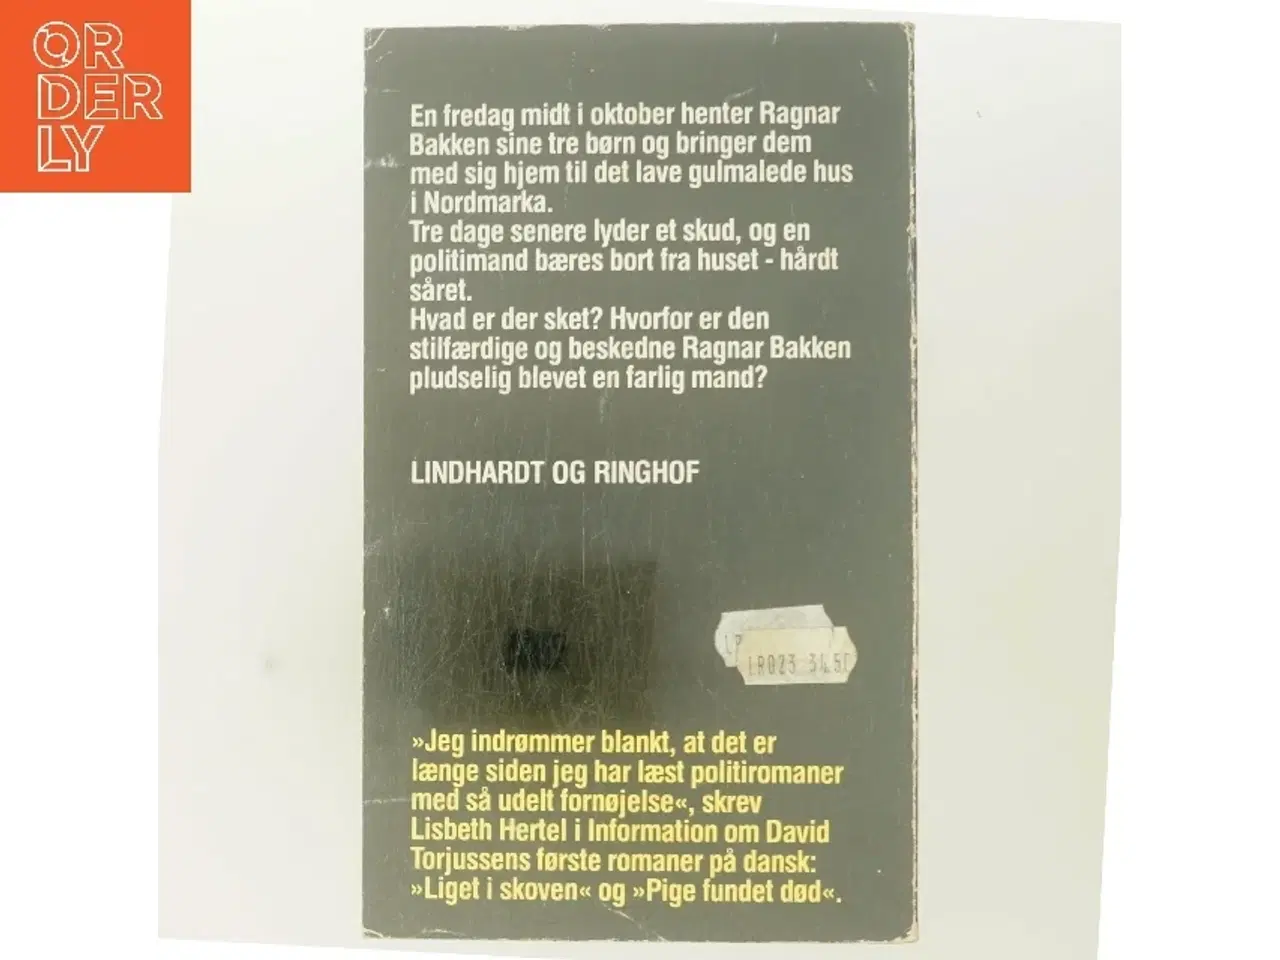 ORDERLY
En fredag midt i oktober henter Ragnar
Bakken sine tre børn og bringer dem
med sig hjem til det lave gulmalede hus
i Nordmarka.
Tre dage senere lyder et skud, og en
politimand bæres bort fra huset - hårdt
såret.
Hvad er der sket? Hvorfor er den
stilfærdige og beskedne Ragnar Bakken
pludselig blevet en farlig mand?
LINDHARDT OG RINGHOF
LR023
»Jeg indrømmer blankt, at det er
længe siden jeg har læst politiromaner
med så udelt fornøjelse«, skrev
Lisbeth Hertel i Information om David
Torjussens første romaner på dansk:
»Liget i skoven« og »Pige fundet død«.